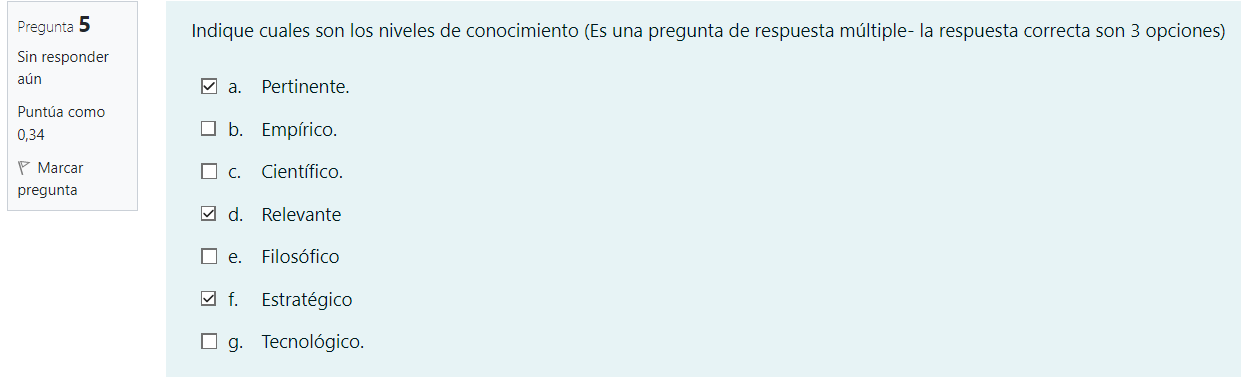 Pregunta 5
Sin responder
aún
Puntúa como
0,34
Marcar
pregunta
Indique cuales son los niveles de conocimiento (Es una pregunta de respuesta múltiple- la respuesta correcta son 3 opciones)
a. Pertinente.
b. Empírico.
c. Científico.
d. Relevante
e. Filosófico
f. Estratégico
g. Tecnológico.